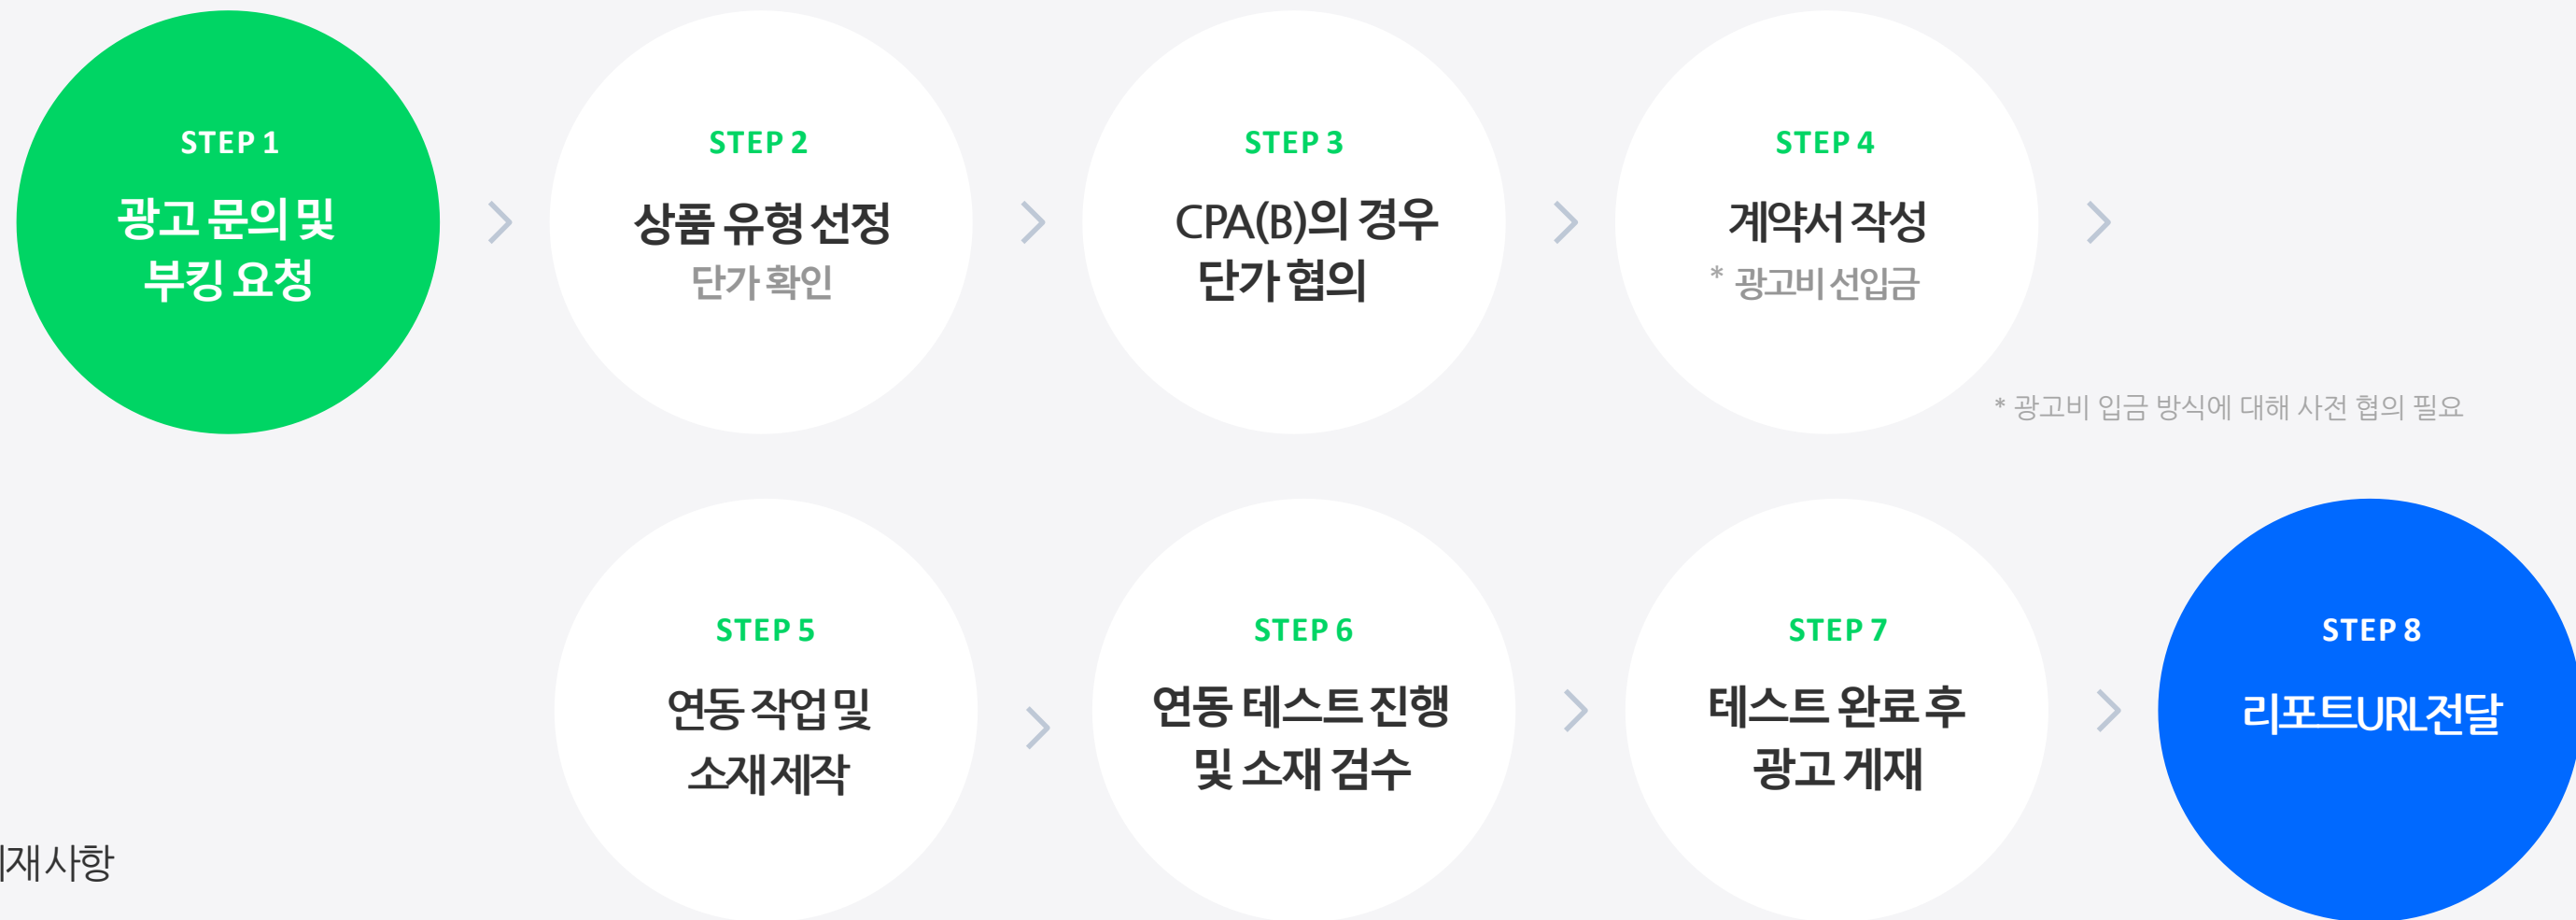 STEP 1
광고 문의 및
부킹 요청
STEP 2
상품 유형 선정
단가 확인
STEP 3
CPA(B)의 경우
단가 협의
STEP 4
계약서 작성
* 광고비 선입금
* 광고비 입금 방식에 대해 사전 협의 필요
STEP 5
연동 작업 및
소재 제작
STEP 6
연동 테스트 진행
및 소재 검수
STEP 7
테스트 완료 후
광고 게재
STEP 8
리포트URL전달
사항